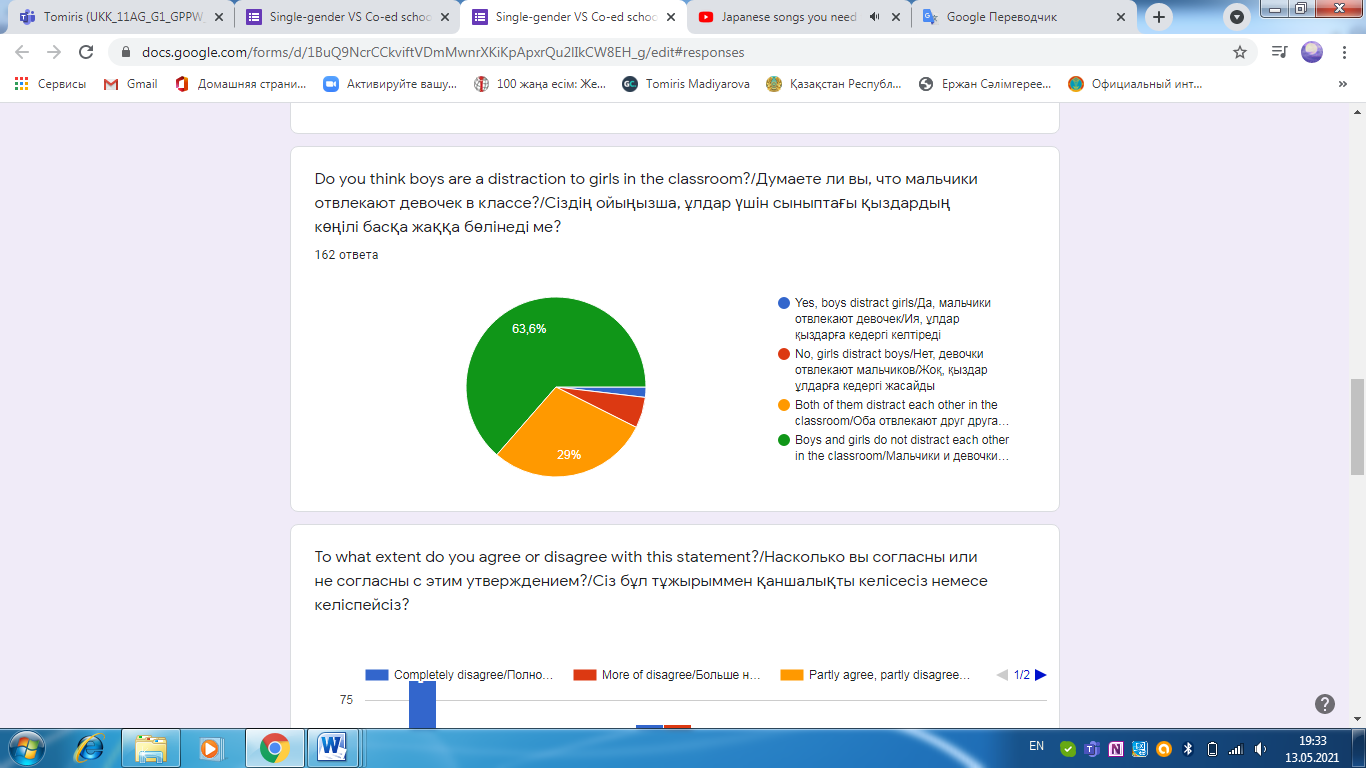 Tomiris (UKK_11AG_G1_GPPW_
Single-gender VS Co-ed schoo
Single-gender VS Co-ed schoo
Japanese songs you need
Google Переводчик
docs.google.com/forms/d/1BuQ9NcrCCkviftVDmMwnrXKiKpApxrQu2lIkCW8EH_g/edit#responses
Сервисы
Gmail
Домашняя страни...
Активируйте вашу...
100 жаңа есім: Же...
GC
Tomiris Madiyarova
Қазақстан Республ...
Ержан Сәлімгерее...
Официальный инт...
»
Do you think boys are a distraction to girls in the classroom?/Думаете ли вы, что мальчики
отвлекают девочек в классе?/Сіздің ойыңызша, ұлдар үшін сыныптағы қыздардың
көңілі басқа жаққа бөлінеді ме?
162 ответа
63,6%
29%
Yes, boys distract girls/Да, мальчики
отвлекают девочек/Ия, ұлдар
қыздарға кедергі келтіреді
No, girls distract boys/Нет, девочки
отвлекают мальчиков/Жоқ, қыздар
ұлдарға кедергі жасайды
Both of them distract each other in the
classroom/Оба отвлекают друг друга...
Boys and girls do not distract each other
in the classroom/Мальчики и девочки...
To what extent do you agree or disagree with this statement?/Насколько вы согласны или
не согласны с этим утверждением?/Сіз бұл тұжырыммен қаншалықты келісесіз немесе
келіспейсіз?
Completely disagree/Полно...
More of disagree/Больше н...
Partly agree, partly disagree...
1/2
75
EN
19:33
13.05.2021